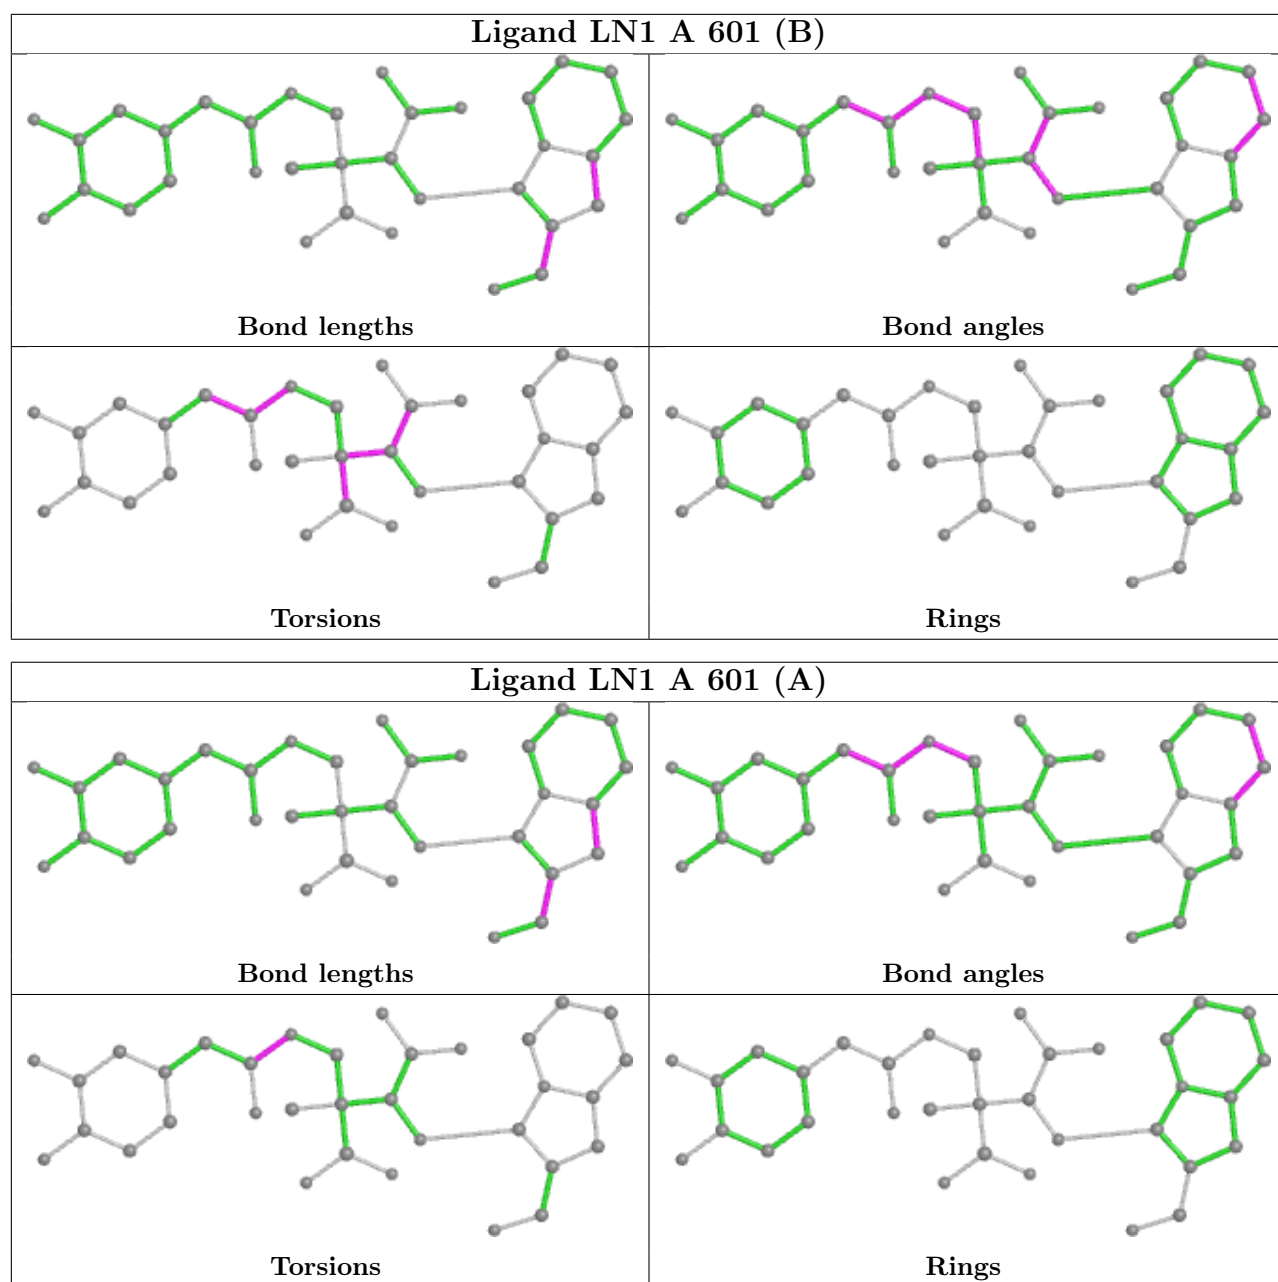 Ligand LN1 A 601 (B)
Bond lengths
Bond angles
Torsions
Rings
Ligand LN1 A 601 (A)
Bond lengths
Bond angles
Torsions
Rings